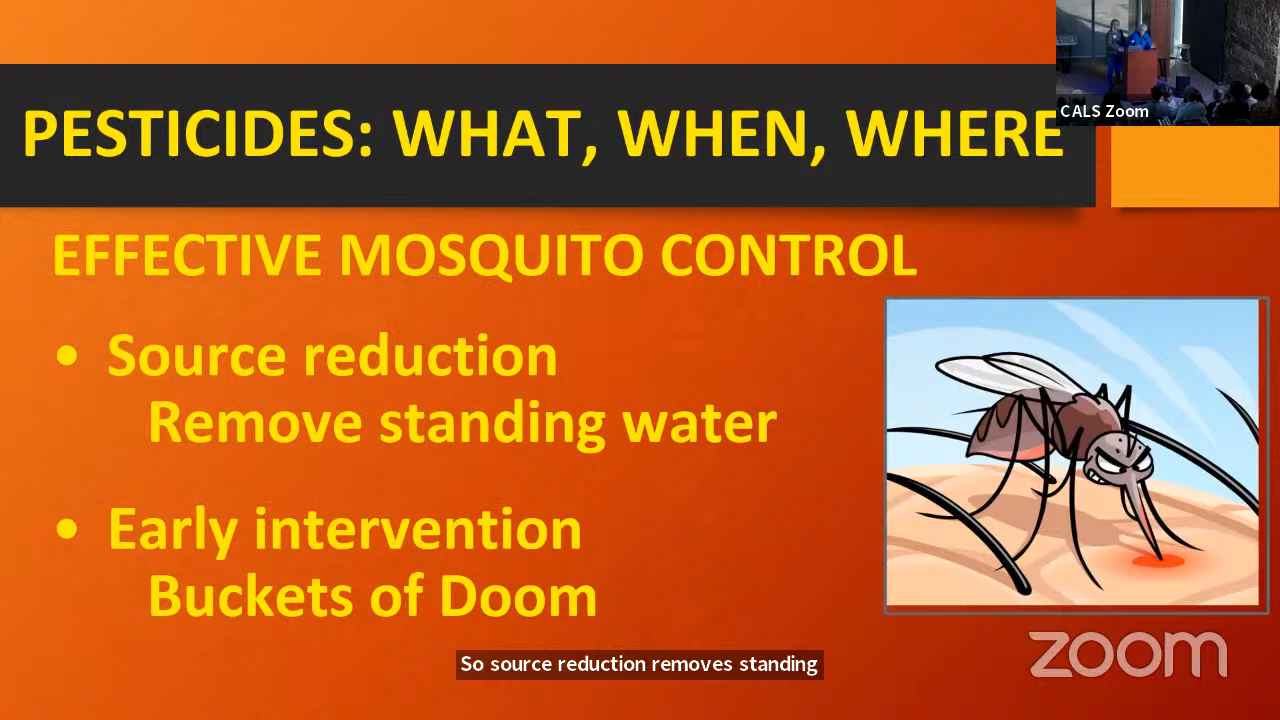 PESTICIDES: WHAT, WHEN, WHERE
CALS Zoom
EFFECTIVE MOSQUITO CONTROL
• Source reduction
Remove standing water
• Early intervention
Buckets of Doom
So source reduction removes standing
zoom